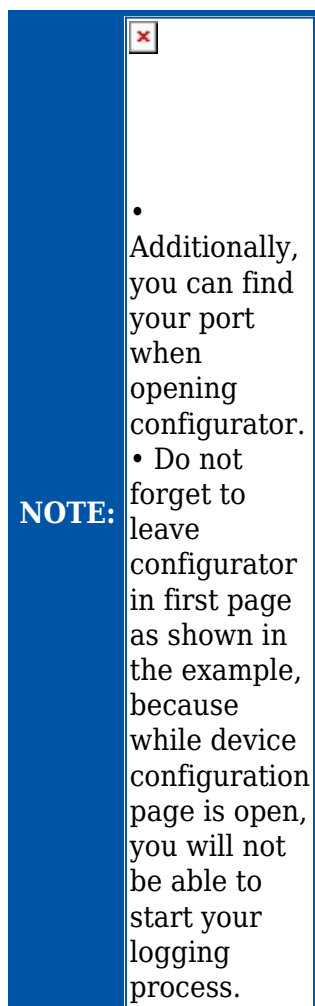 NOTE:
•
Additionally,
you can find
your port
when
opening
configurator.
• Do not
forget to
leave
configurator
in first page
as shown in
the example,
because
while device
configuration
page is open,
you will not
be able to
start your
logging
process.